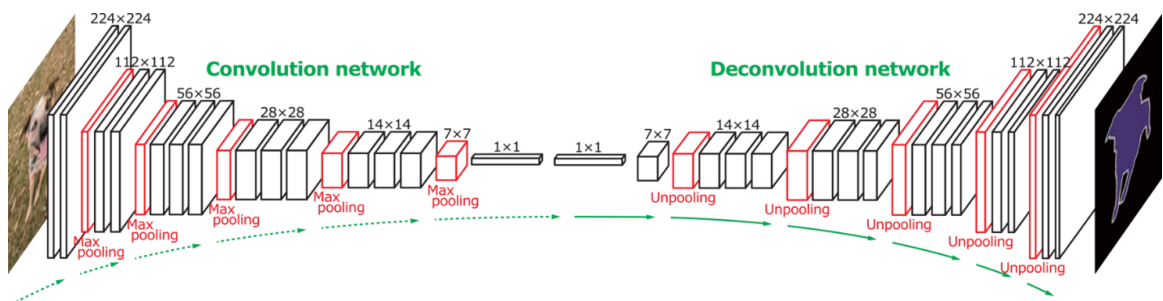 224×224
112×112
Convolution network
56×56
28×28
14×14
7×7
1×1
Max
pooling
Max
pooling
Max
pooling
Max
pooling
Max
pooling
Deconvolution network
1×1
7×7
14×14
28×28
56×56
112×112
224×224
Unpooling
Unpooling
Unpooling
Unpooling
Unpooling